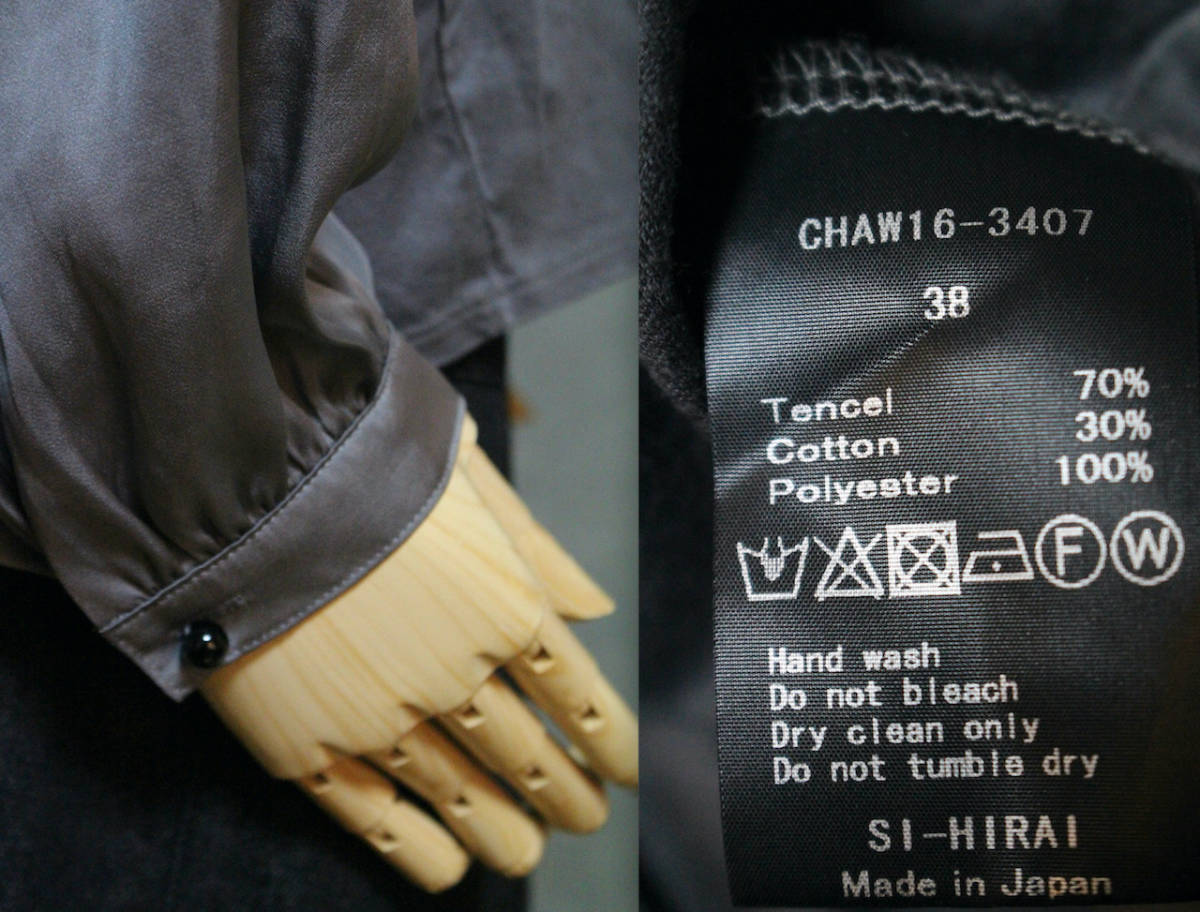 CHAW16-3407
38
Tencel 70%
Cotton 30%
Polyester 100%
F W
Hand wash
Do not bleach
Dry clean only
Do not tumble dry
SI-HIRAI
Made in Japan